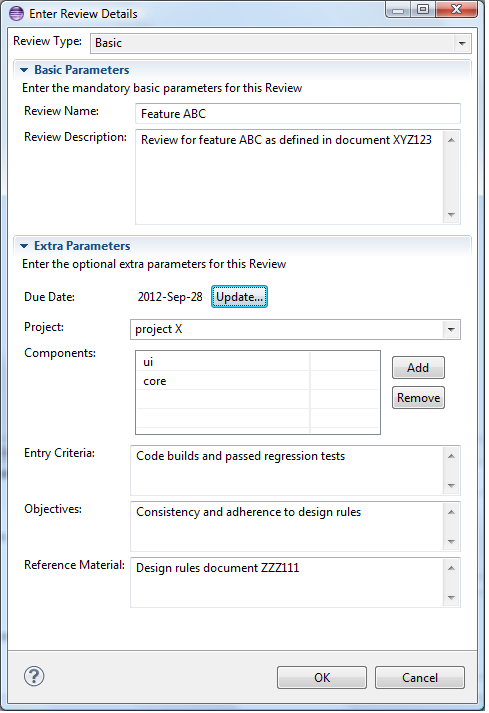 Enter Review Details
Review Type: Basic
Basic Parameters
Enter the mandatory basic parameters for this Review
Review Name: Feature ABC
Review Description: Review for feature ABC as defined in document XYZ123
Extra Parameters
Enter the optional extra parameters for this Review
Due Date: 2012-Sep-28 Update...
Project: project X
Components: ui Add
core Remove
Entry Criteria: Code builds and passed regression tests
Objectives: Consistency and adherence to design rules
Reference Material: Design rules document ZZZ111
? OK Cancel